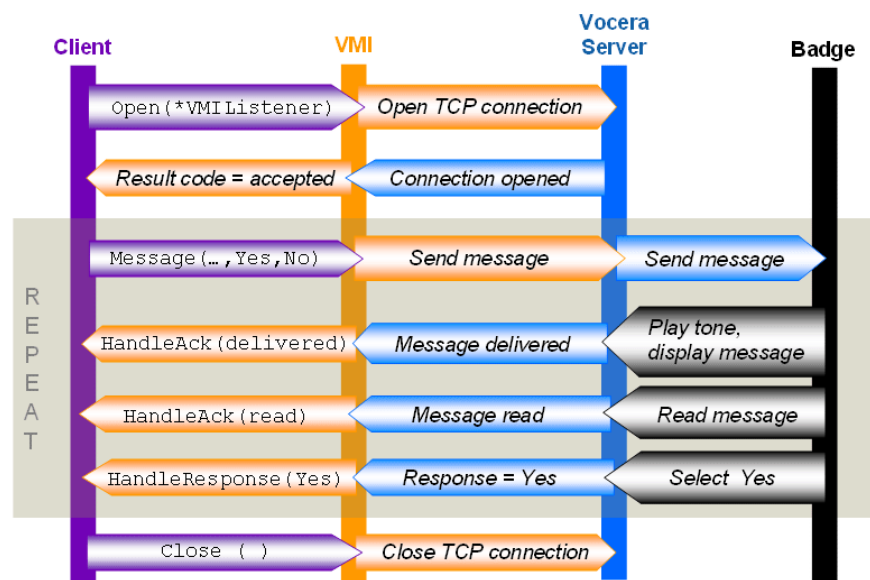 Client
VMI
Vocera
Server
Badge
Open(*VMIListener)
Open TCP connection
Result code = accepted
Connection opened
REPEAT
Message(…,Yes,No)
Send message
Send message
HandleAck(delivered)
Message delivered
Play tone,
display message
HandleAck(read)
Message read
Read message
HandleResponse(Yes)
Response = Yes
Select Yes
Close ( )
Close TCP connection